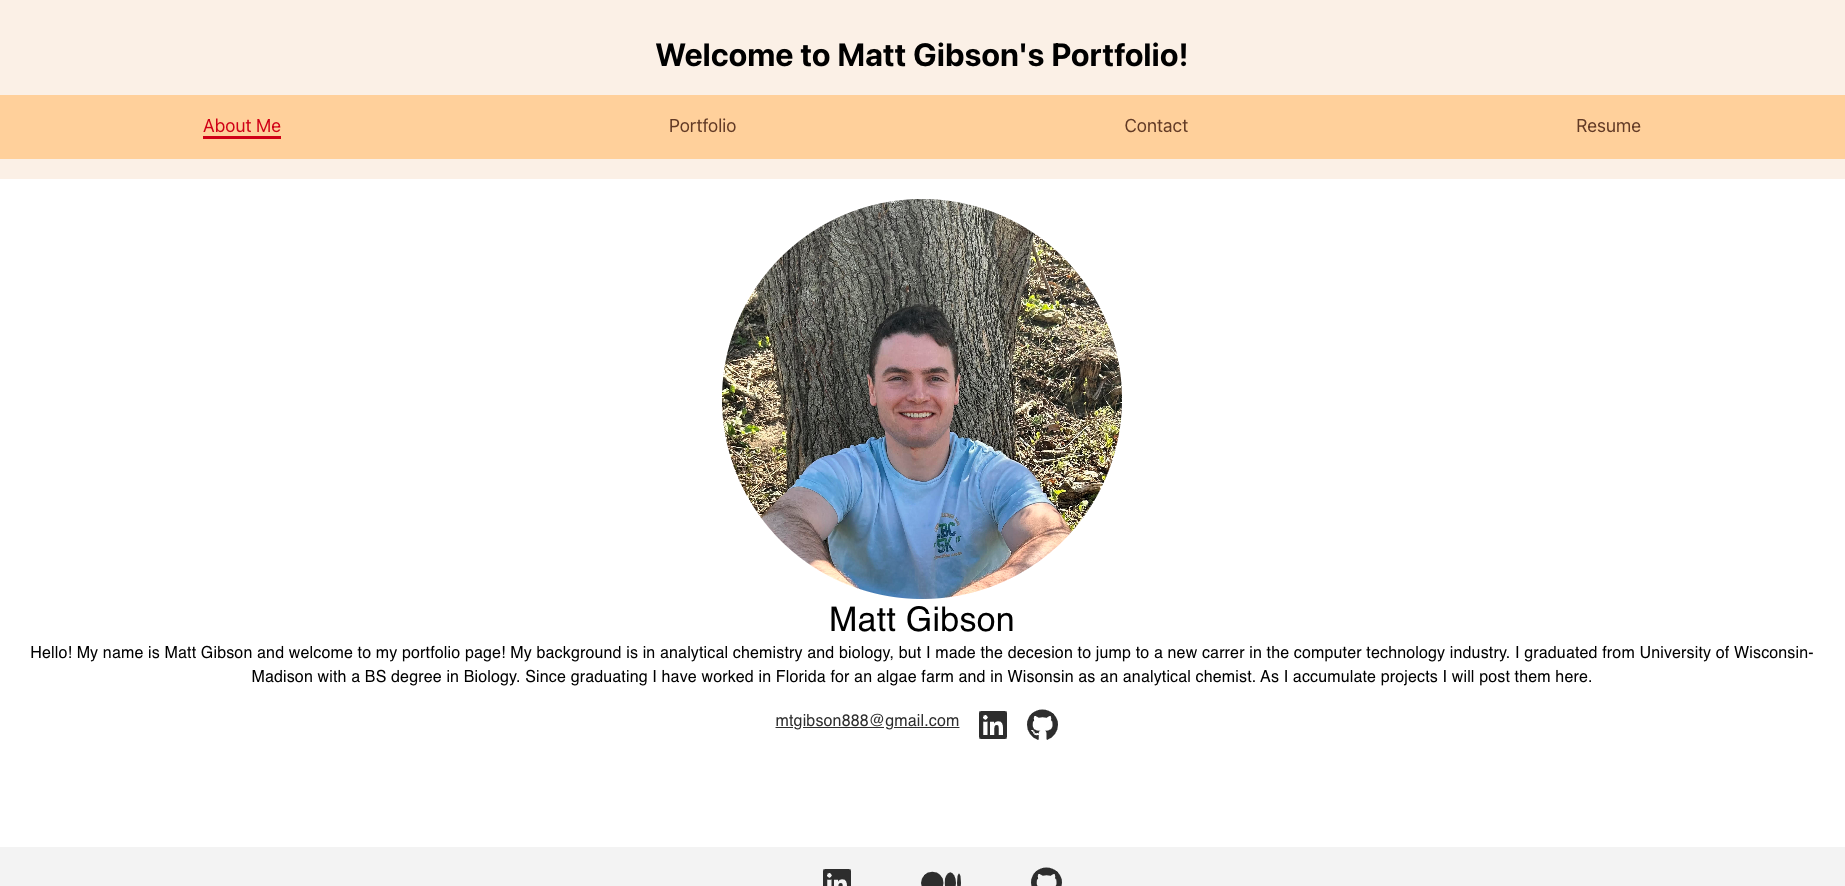 Welcome to Matt Gibson's Portfolio!
About Me Portfolio Contact Resume
BC
5K
Matt Gibson
Hello! My name is Matt Gibson and welcome to my portfolio page! My background is in analytical chemistry and biology, but I made the decesion to jump to a new carrer in the computer technology industry. I graduated from University of Wisconsin-
Madison with a BS degree in Biology. Since graduating I have worked in Florida for an algae farm and in Wisonsin as an analytical chemist. As I accumulate projects I will post them here.
mtgibson888@gmail.com in
in